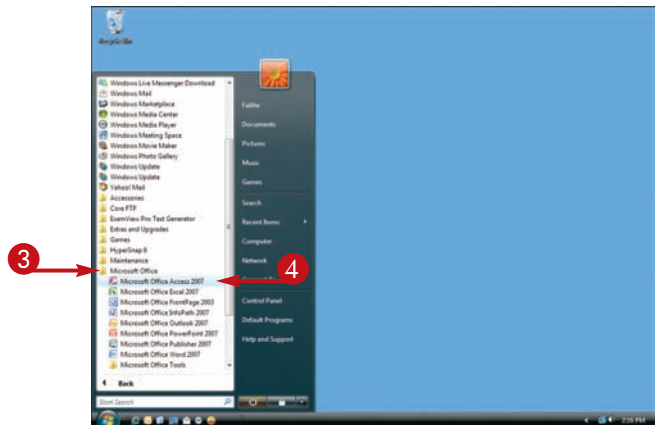 Recycle Bin
Windows Live Messenger Download
Windows Mail
Windows Marketplace
Windows Media Center
Windows Media Player
Windows Meeting Space
Windows Movie Maker
Windows Photo Gallery
Windows Update
Windows Update
Yahoo! Mail
Accessories
Core FTP
ExamView Pro Test Generator
Extras and Upgrades
Games
HyperSnap 6
Maintenance
3
Microsoft Office
Microsoft Office Access 2007
4
Microsoft Office Excel 2007
Microsoft Office FrontPage 2003
Microsoft Office InfoPath 2007
Microsoft Office Outlook 2007
Microsoft Office PowerPoint 2007
Microsoft Office Publisher 2007
Microsoft Office Word 2007
Microsoft Office Tools
Back
Start Search
Faithe
Documents
Pictures
Music
Games
Search
Recent Items
Computer
Network
Control Panel
Default Programs
Help and Support
2:35 PM